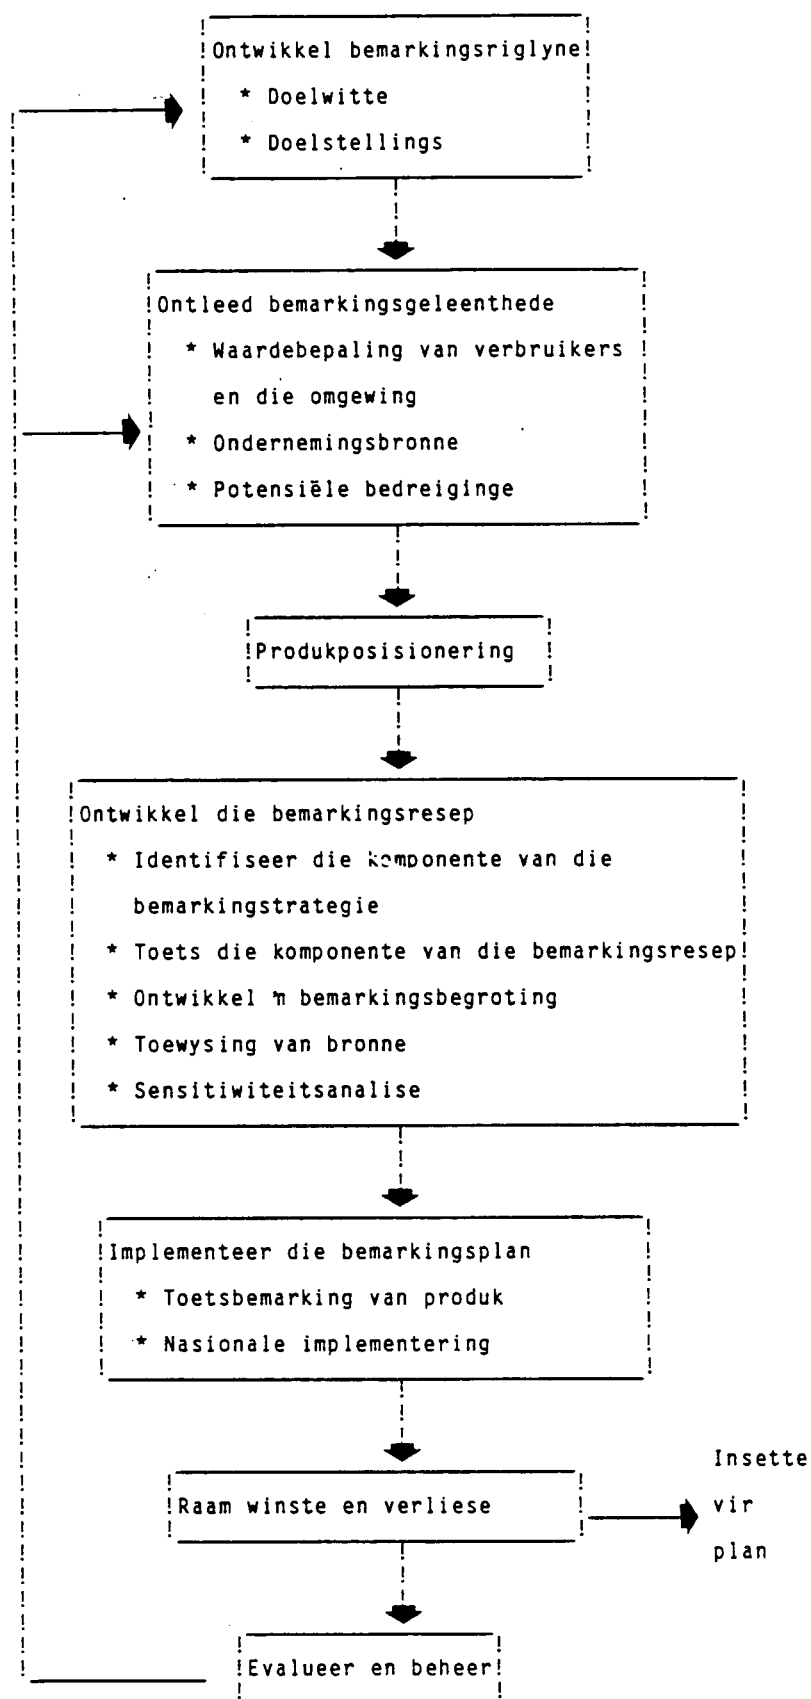 Ontwikkel bemarkingsriglyne
* Doelwitte
* Doelstellings
Ontleed bemarkingsgeleenthede
* Waardebepaling van verbruikers
en die omgewing
* Ondernemingsbronne
* Potensiële bedreiginge
Produkposisionering
Ontwikkel die bemarkingsresep
* Identifiseer die komponente van die
bemarkingstrategie
* Toets die komponente van die bemarkingsresep
* Ontwikkel 'n bemarkingsbegroting
* Toewysing van bronne
* Sensitiwiteitsanalise
Implementeer die bemarkingsplan
* Toetsbemarking van produk
* Nasionale implementering
Raam winste en verliese
Insette
vir
plan
Evalueer en beheer